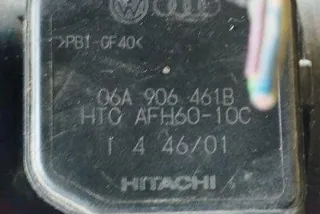 >PBT-GF40<
06A 906 461B
HTC AFH60-10C
1 4 46/01
HITACHI